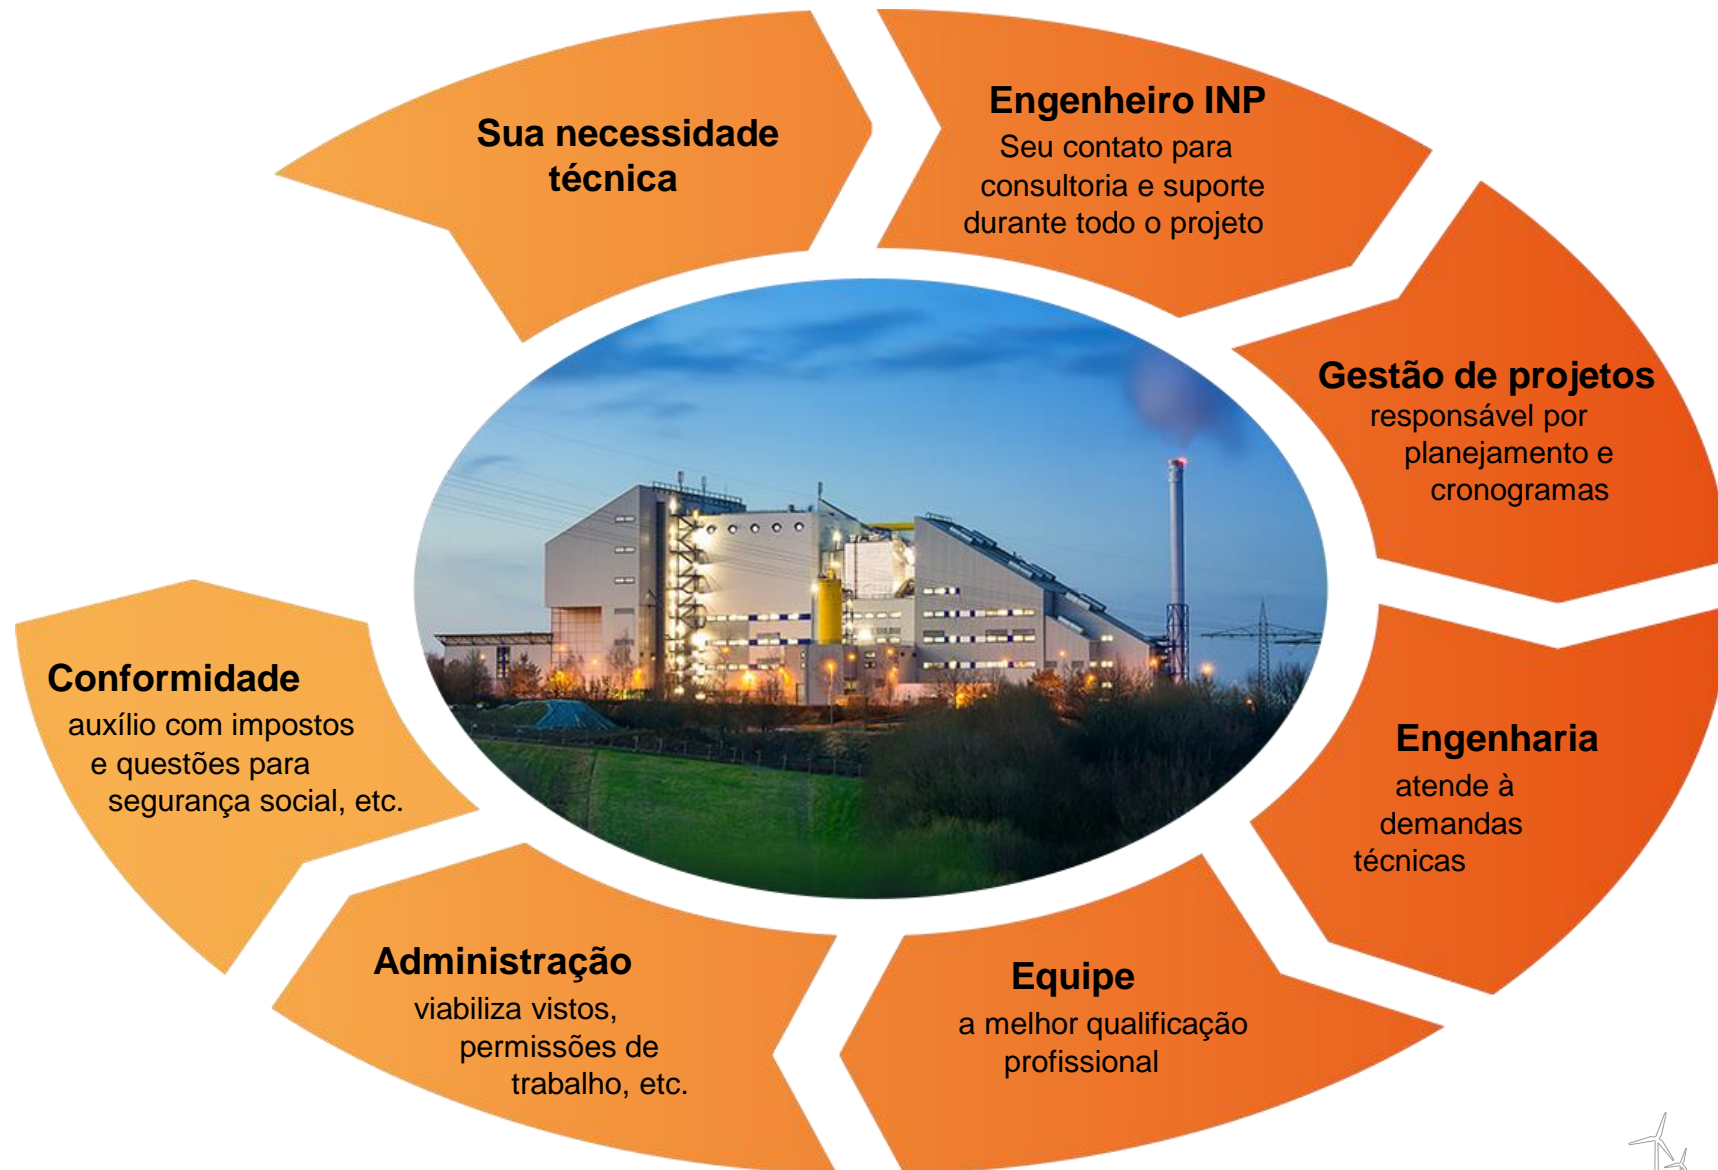 Sua necessidade
técnica
Engenheiro INP
Seu contato para
consultoria e suporte
durante todo o projeto
Gestão de projetos
responsável por
planejamento e
cronogramas
Engenharia
atende à
demandas
técnicas
Equipe
a melhor qualificação
profissional
Administração
viabiliza vistos,
permissões de
trabalho, etc.
Conformidade
auxílio com impostos
e questões para
segurança social, etc.